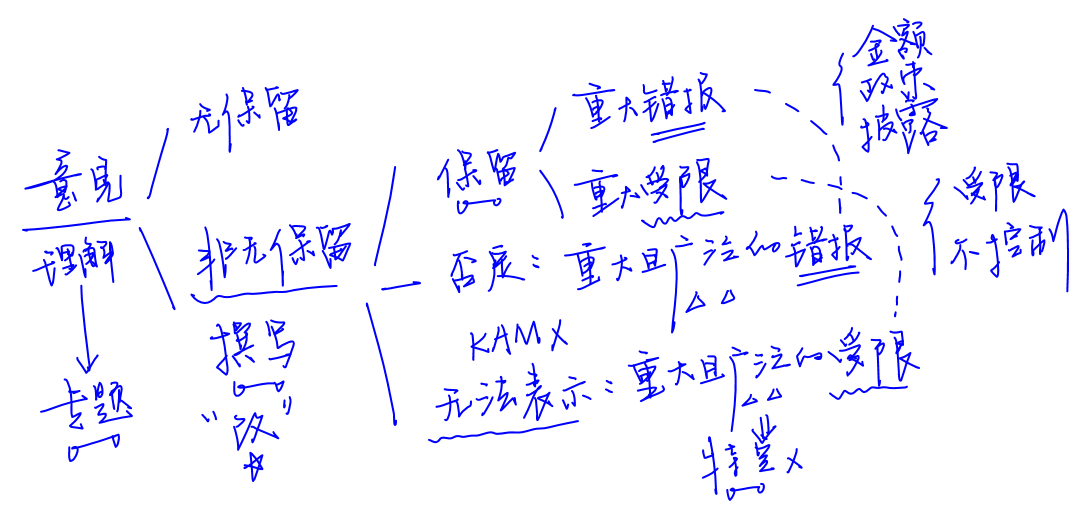 意见
理解
专题
无保留
非无保留
撰写
“改”
保留
重大错报
重大受限
否定：重大且广泛的错报
KAM X
无法表示：重大且广泛的受限
X
金额
政策
披露
受限
不控制